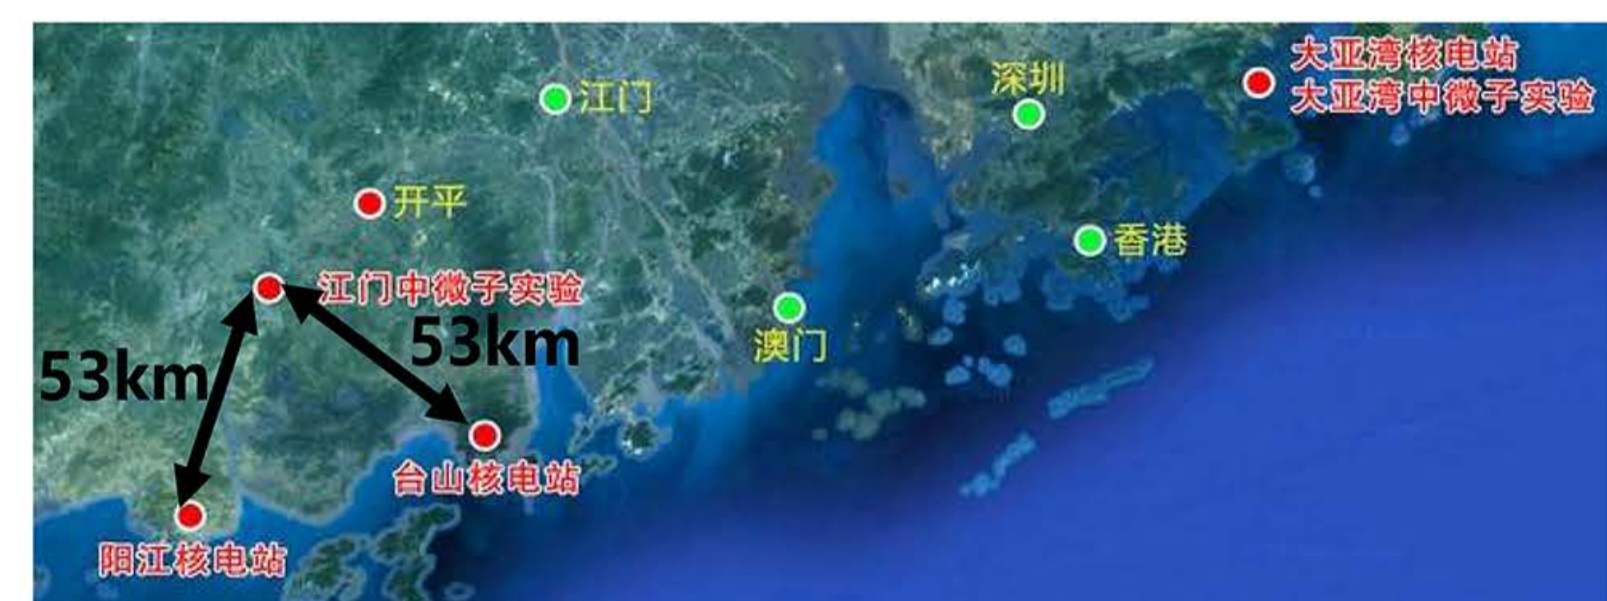 大亚湾核电站
大亚湾中微子实验
深圳
江门
开平
香港
江门中微子实验
53km
澳门
53km
台山核电站
阳江核电站